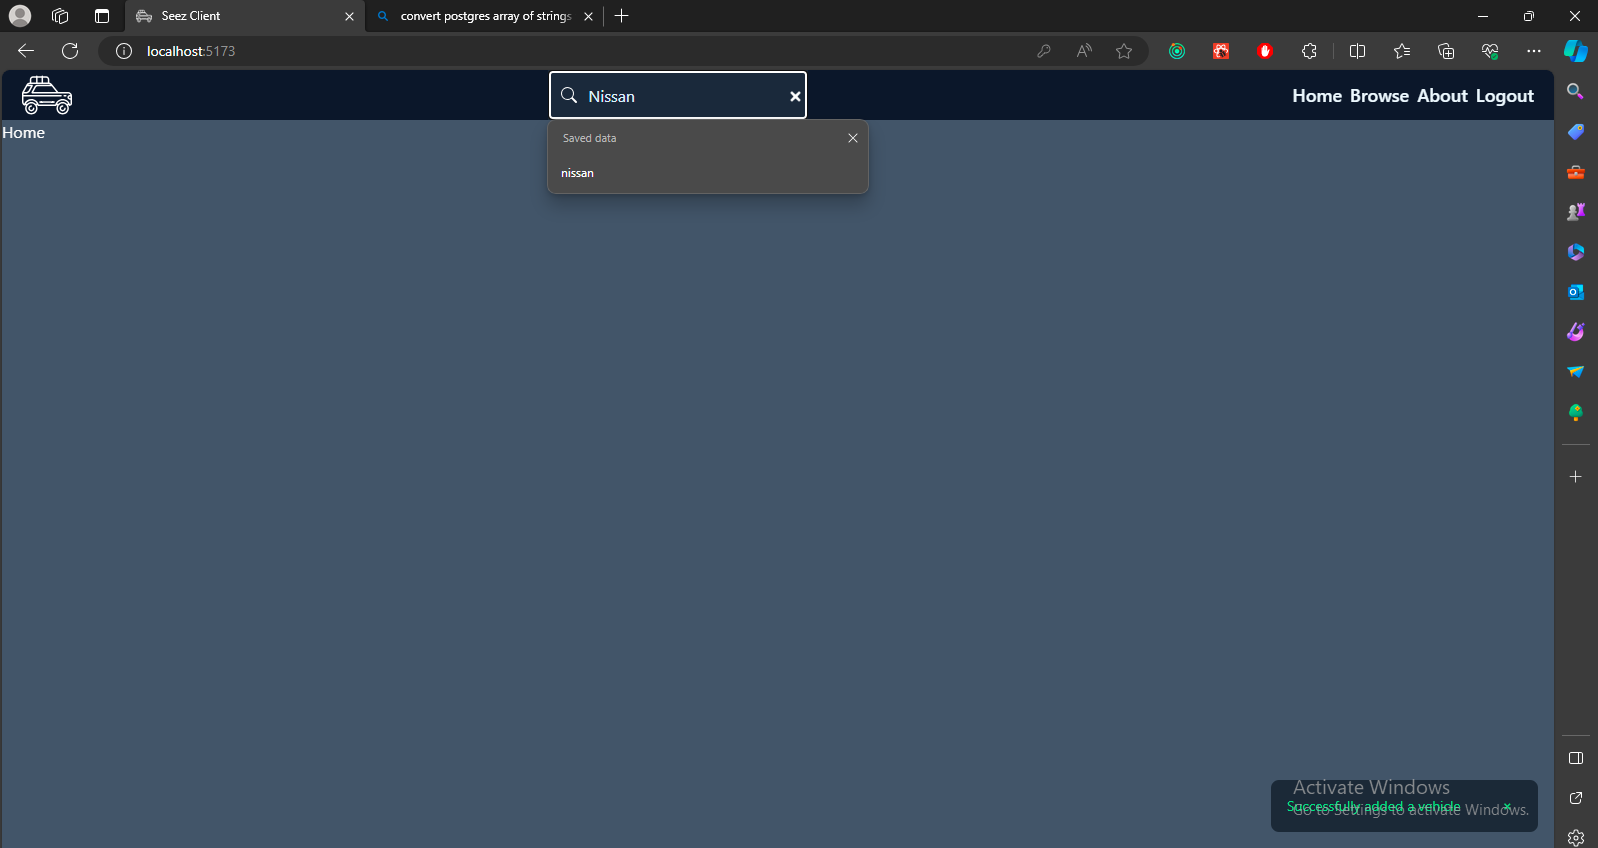 Seez Client
convert postgres array of strings
localhost:5173
Nissan
Home Browse About Logout
Home
Saved data
nissan
Activate Windows
Successfully added a vehicle
Go to Settings to activate Windows.